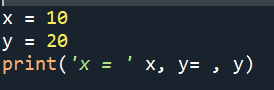 x = 10
y = 20
print('x = ' x, y= , y)